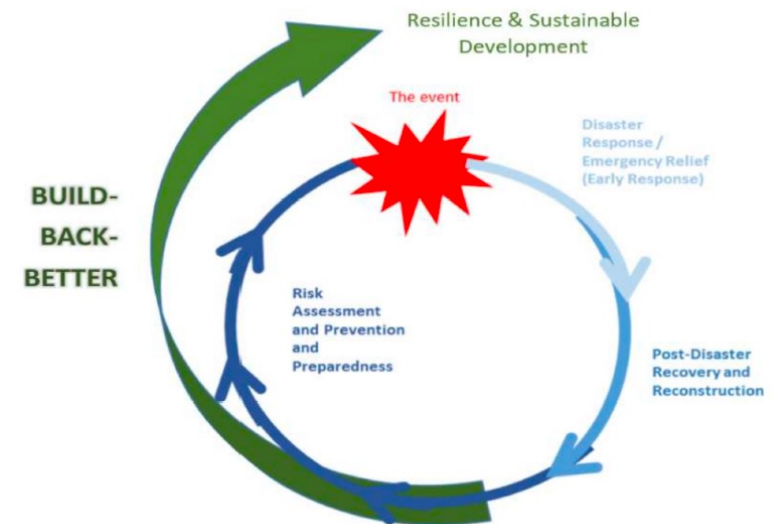 Resilience & Sustainable
Development
The event
Disaster
Response /
Emergency Relief
(Early Response)
BUILD-
BACK-
BETTER
Risk
Assessment
and Prevention
and
Preparedness
Post-Disaster
Recovery and
Reconstruction